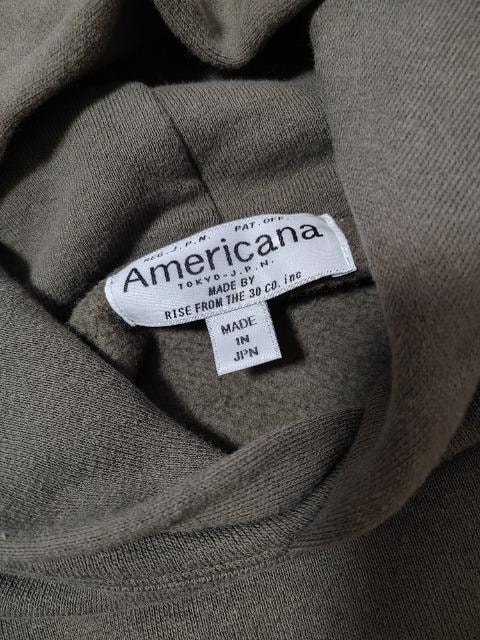 REG. J.P.N. PAT. OFF.
Americana
TOKYO-J.P.N.
MADE BY
RISE FROM THE 30 CO. inc
MADE
IN
JPN